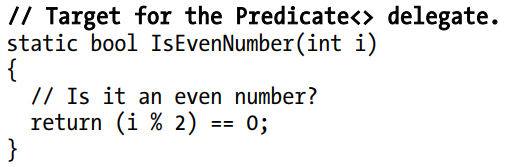 // Target for the Predicate<> delegate.
static bool IsEvenNumber(int i)
{
  // Is it an even number?
  return (i % 2) == 0;
}